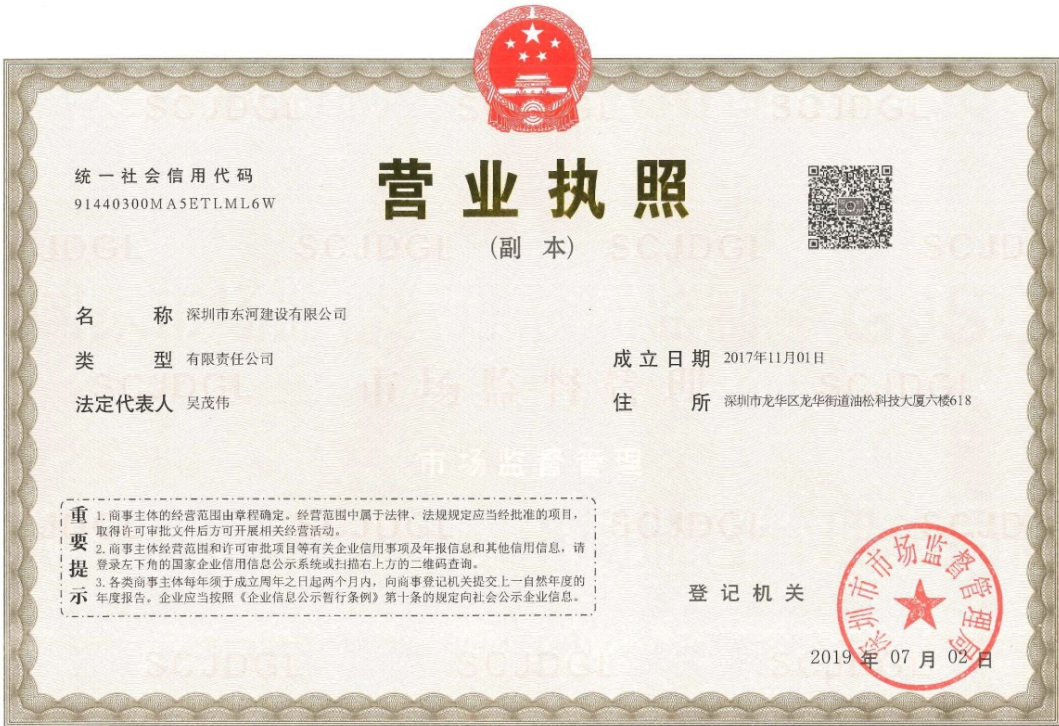 统一社会信用代码
91440300MA5ETLML6W
营业执照
(副 本)
名 称 深圳市东河建设有限公司
类 型 有限责任公司
成立日期 2017年11月01日
法定代表人 吴茂伟
住 所 深圳市龙华区龙华街道油松科技大厦六楼618
重要提示
1.商事主体的经营范围由章程确定。经营范围中属于法律、法规规定应当经批准的项目，
取得许可审批文件后方可开展相关经营活动。
2.商事主体经营范围和许可审批项目等有关企业信用事项及年报信息和其他信用信息，请
登录左下角的国家企业信用信息公示系统或扫描右上方的二维码查询。
3.各类商事主体每年须于成立周年之日起两个月内，向商事登记机关提交上一自然年度的
年度报告。企业应当按照《企业信息公示暂行条例》第十条的规定向社会公示企业信息。
登记机关
深圳市市场监督管理局
2019 年 07 月 02 日
SCJDGL
市场监督管理